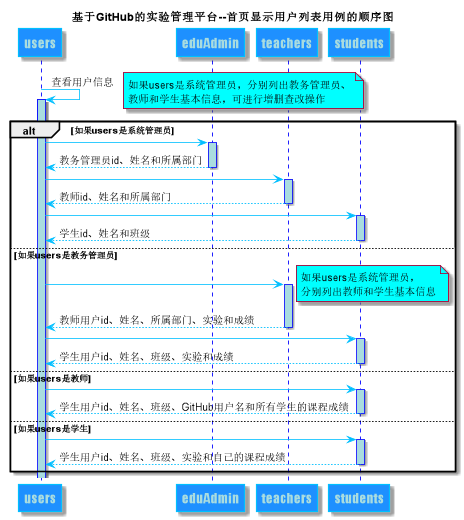 基于GitHub的实验管理平台--首页显示用户列表用例的顺序图
users eduAdmin teachers students
查看用户信息
如果users是系统管理员，分别列出教务管理员、
教师和学生基本信息，可进行增删查改操作
alt [如果users是系统管理员]
教务管理员id、姓名和所属部门
教师id、姓名和所属部门
学生id、姓名和班级
[如果users是教务管理员]
如果users是系统管理员，
分别列出教师和学生基本信息
教师用户id、姓名、所属部门、实验和成绩
学生用户id、姓名、班级、实验和成绩
[如果users是教师]
学生用户id、姓名、班级、GitHub用户名和所有学生的课程成绩
[如果users是学生]
学生用户id、姓名、班级、实验和自己的课程成绩
users eduAdmin teachers students